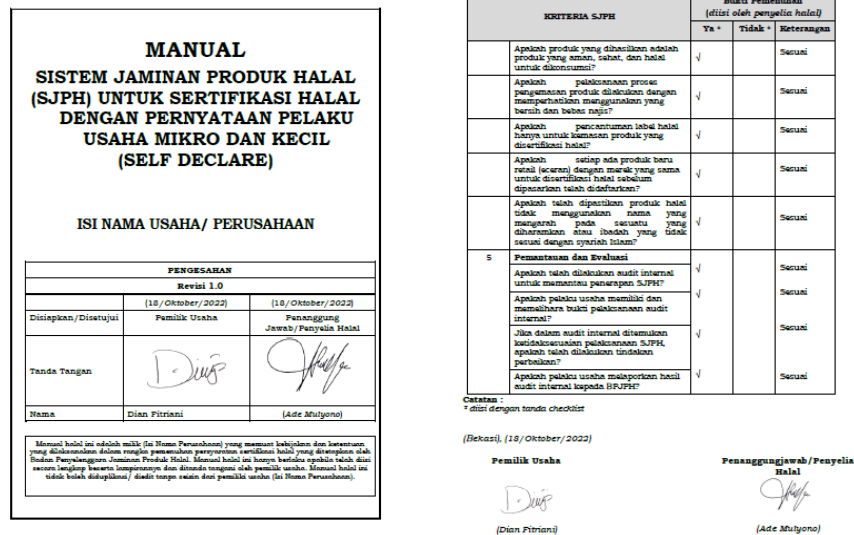 MANUAL
SISTEM JAMINAN PRODUK HALAL
(SJPH) UNTUK SERTIFIKASI HALAL
DENGAN PERNYATAAN PELAKU
USAHA MIKRO DAN KECIL
(SELF DECLARE)
ISI NAMA USAHA/ PERUSAHAAN
PENGESAHAN
Revisi 1.0
(18/Oktober/2022) (18/Oktober/2022)
Disiapkan/Disetujui Pemilik Usaha Penanggung
Jawab/Penyelia Halal
Tanda Tangan
Nama Dian Fitriani (Ade Mulyono)
Manual halal ini adalah milik (Isi Nama Perusahaan) yang memuat kebijakan dan ketentuan
yang dilaksanakan dalam rangka pemenuhan persyaratan sertifikasi halal yang ditetapkan oleh
Badan Penyelenggara Jaminan Produk Halal. Manual halal ini hanya berlaku apabila telah diisi
secara lengkap beserta lampirannya dan ditanda tangani oleh pemilik usaha. Manual halal ini
tidak boleh diduplikasi/ diedit tanpa seizin dari pemiliki usaha (Isi Nama Perusahaan).
KRITERIA SJPH
Bukti Pemenuhan
(diisi oleh penyelia halal)
Ya * Tidak * Keterangan
Apakah produk yang dihasilkan adalah
produk yang aman, sehat, dan halal
untuk dikonsumsi?
√ Sesuai
Apakah pelaksanaan proses
pengemasan produk dilakukan dengan
memperhatikan menggunakan yang
bersih dan bebas najis?
√ Sesuai
Apakah pencantuman label halal
hanya untuk kemasan produk yang
disertifikasi halal?
√ Sesuai
Apakah setiap ada produk baru
retail (eceran) dengan merek yang sama
untuk disertifikasi halal sebelum
dipasarkan telah didaftarkan?
√ Sesuai
Apakah telah dipastikan produk halal
tidak menggunakan nama yang
mengarah pada sesuatu yang
diharamkan atau ibadah yang tidak
sesuai dengan syariah Islam?
√ Sesuai
5 Pemantauan dan Evaluasi
Apakah telah dilakukan audit internal
untuk memantau penerapan SJPH?
√ Sesuai
Apakah pelaku usaha memiliki dan
memelihara bukti pelaksanaan audit
internal?
√ Sesuai
Jika dalam audit internal ditemukan
ketidaksesuaian pelaksanaan SJPH,
apakah telah dilakukan tindakan
perbaikan?
√ Sesuai
Apakah pelaku usaha melaporkan hasil
audit internal kepada BPJPH?
√ Sesuai
Catatan :
* diisi dengan tanda checklist
(Bekasi), (18/Oktober/2022)
Pemilik Usaha Penanggungjawab/Penyelia
Halal
(Dian Fitriani) (Ade Mulyono)